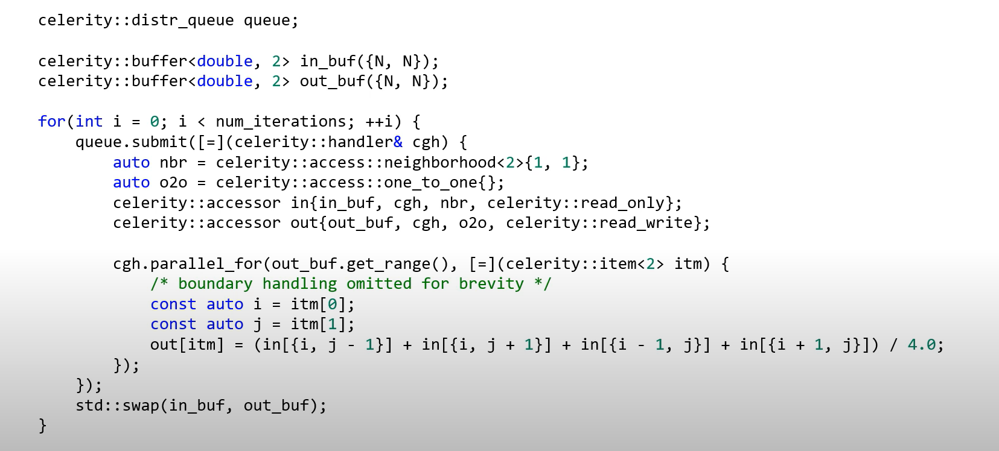 celerity::distr_queue queue;
celerity::buffer<double, 2> in_buf({N, N});
celerity::buffer<double, 2> out_buf({N, N});
for(int i = 0; i < num_iterations; ++i) {
queue.submit([=](celerity::handler& cgh) {
auto nbr = celerity::access::neighborhood<2>{1, 1};
auto o2o = celerity::access::one_to_one{};
celerity::accessor in{in_buf, cgh, nbr, celerity::read_only};
celerity::accessor out{out_buf, cgh, o2o, celerity::read_write};
cgh.parallel_for(out_buf.get_range(), [=](celerity::item<2> itm) {
/* boundary handling omitted for brevity */
const auto i = itm[0];
const auto j = itm[1];
out[itm] = (in[{i, j - 1}] + in[{i, j + 1}] + in[{i - 1, j}] + in[{i + 1, j}]) / 4.0;
});
});
std::swap(in_buf, out_buf);
}